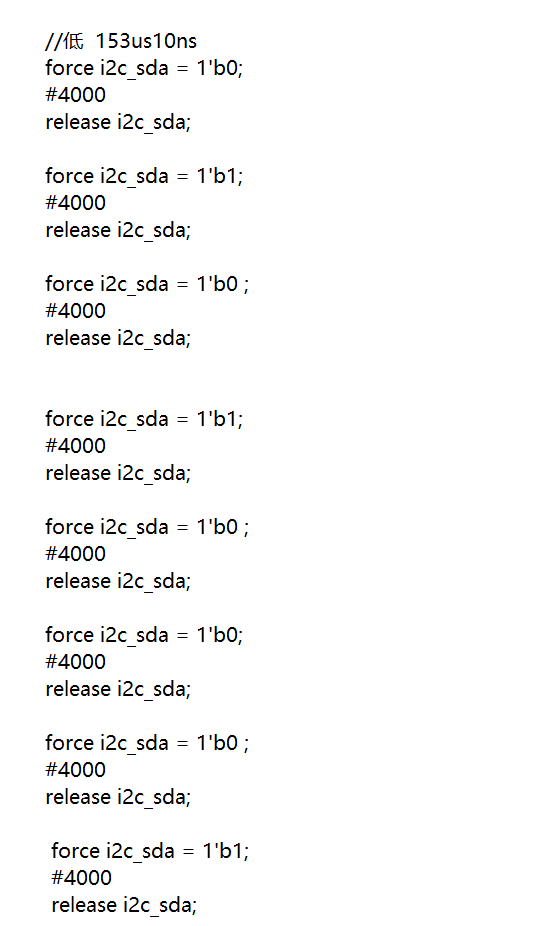 //低  153us10ns
force i2c_sda = 1'b0;
#4000
release i2c_sda;
force i2c_sda = 1'b1;
#4000
release i2c_sda;
force i2c_sda = 1'b0 ;
#4000
release i2c_sda;
force i2c_sda = 1'b1;
#4000
release i2c_sda;
force i2c_sda = 1'b0 ;
#4000
release i2c_sda;
force i2c_sda = 1'b0;
#4000
release i2c_sda;
force i2c_sda = 1'b0 ;
#4000
release i2c_sda;
force i2c_sda = 1'b1;
#4000
release i2c_sda;